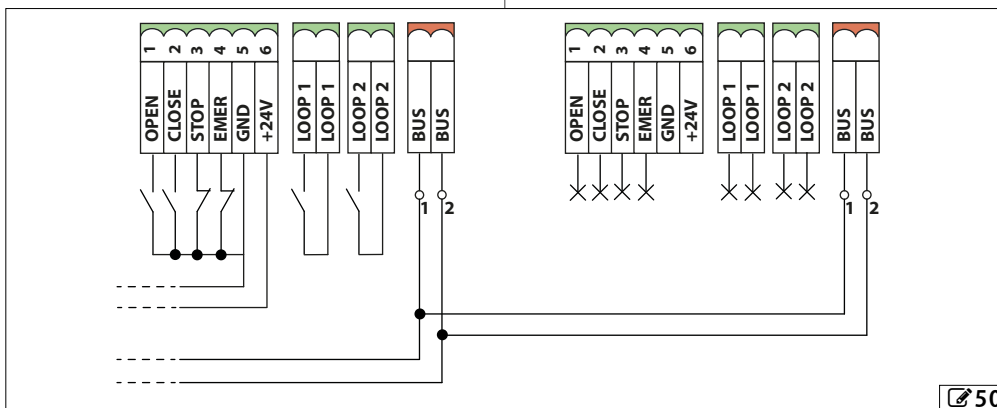 1 2 3 4 5 6
OPEN CLOSE STOP EMER GND +24V
LOOP 1 LOOP 1
LOOP 2 LOOP 2
BUS BUS
1 2
1 2 3 4 5 6
OPEN CLOSE STOP EMER GND +24V
LOOP 1 LOOP 1
LOOP 2 LOOP 2
BUS BUS
1 2
50